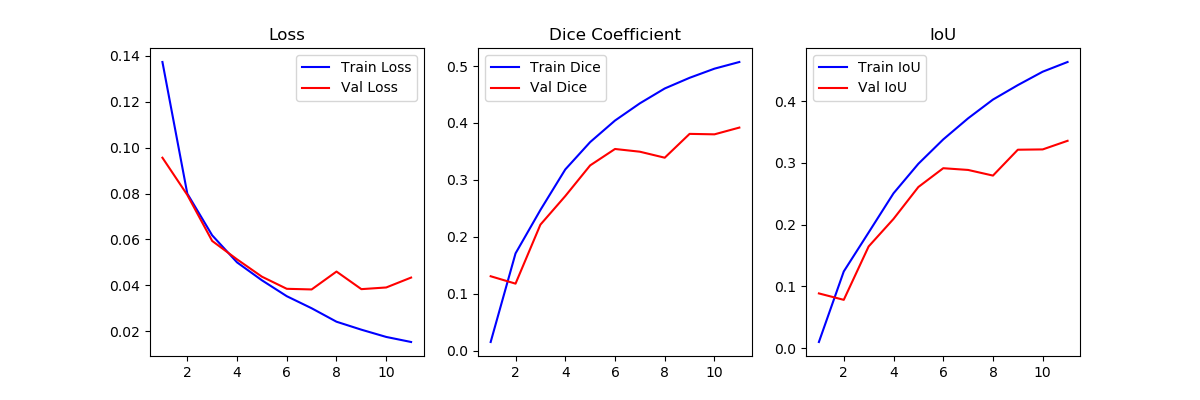 Loss
0.14
0.12
0.10
0.08
0.06
0.04
0.02
2 4 6 8 10
Train Loss
Val Loss
Dice Coefficient
0.5
0.4
0.3
0.2
0.1
0.0
2 4 6 8 10
Train Dice
Val Dice
IoU
0.4
0.3
0.2
0.1
0.0
2 4 6 8 10
Train IoU
Val IoU